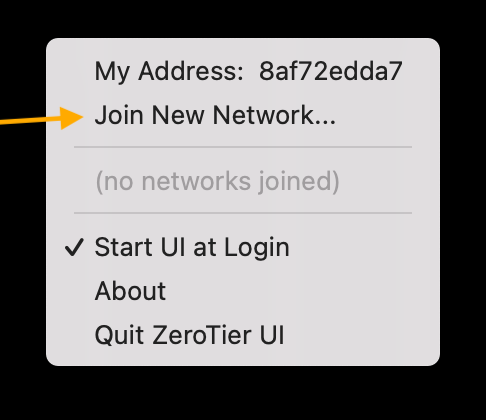 My Address: 8af72edda7
Join New Network...
(no networks joined)
✓ Start UI at Login
About
Quit ZeroTier UI